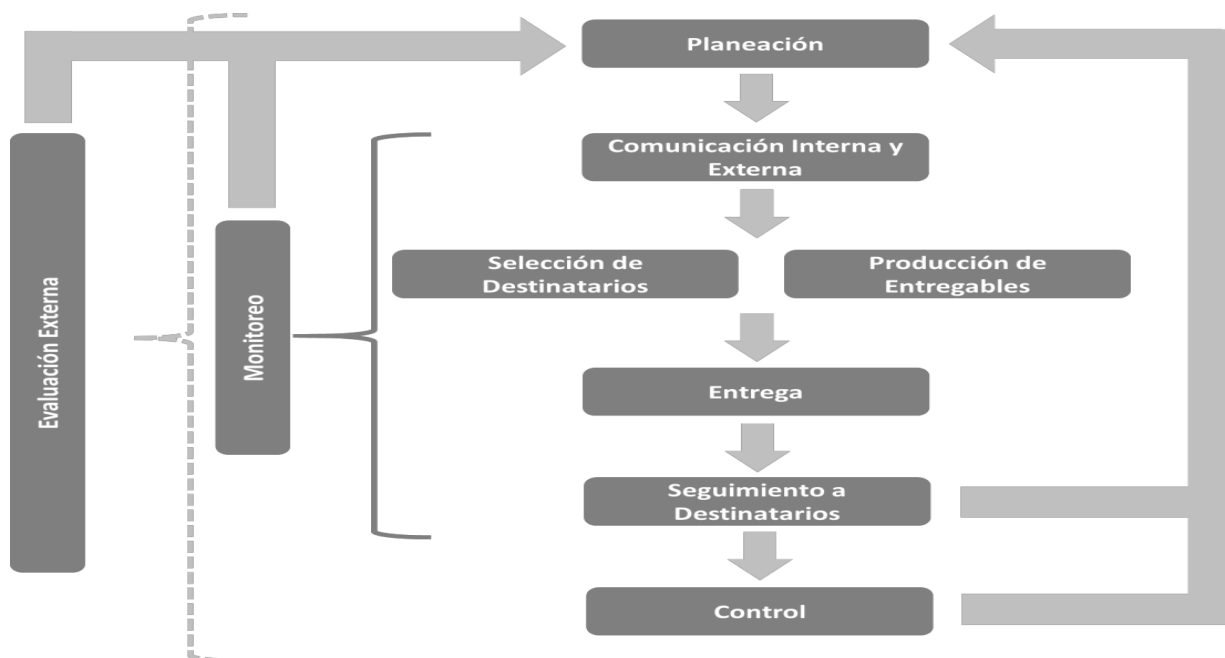 Planeación
Comunicación Interna y
Externa
Selección de
Destinatarios
Producción de
Entregables
Entrega
Seguimiento a
Destinatarios
Control
Monitoreo
Evaluación Externa